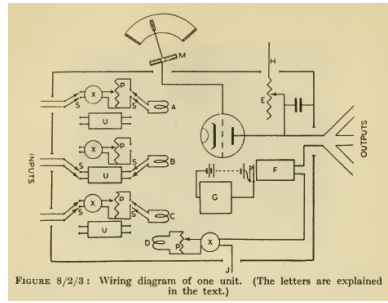 M
H
S
X
P
S
A
E
U
X
P
B
S
U
S
INPUTS
OUTPUTS
P
F
G
S
X
P
S
C
U
D
P
X
J
FIGURE 8/2/3 : Wiring diagram of one unit. (The letters are explained
in the text.)